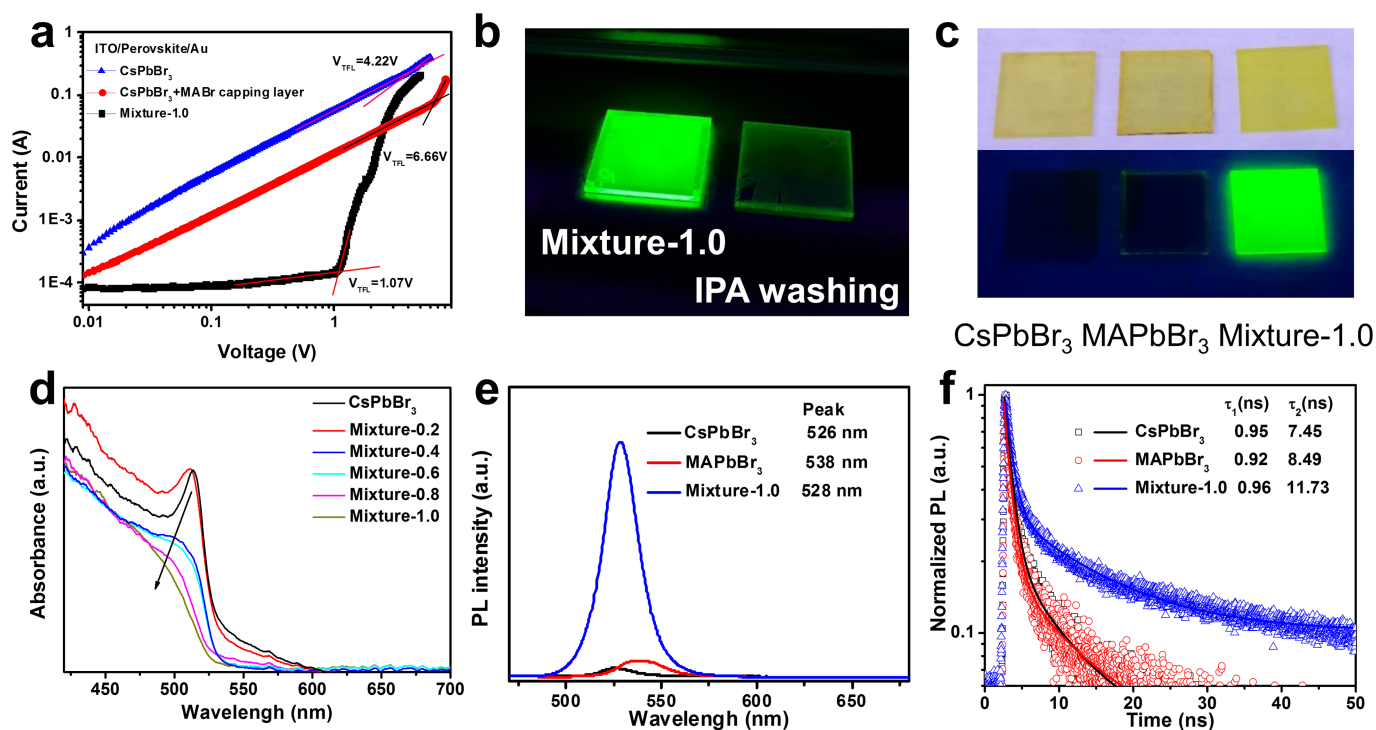 a
ITO/Perovskite/Au
CsPbBr3
CsPbBr3+MABr capping layer
Mixture-1.0
VTFL=4.22V
VTFL=6.66V
VTFL=1.07V
Current (A)
1
0.1
0.01
1E-3
1E-4
0.01
0.1
1
Voltage (V)
b
Mixture-1.0
IPA washing
c
CsPbBr3 MAPbBr3 Mixture-1.0
d
CsPbBr3
Mixture-0.2
Mixture-0.4
Mixture-0.6
Mixture-0.8
Mixture-1.0
Absorbance (a.u.)
450 500 550 600 650 700
Wavelengh (nm)
e
Peak
CsPbBr3 526 nm
MAPbBr3 538 nm
Mixture-1.0 528 nm
PL intensity (a.u.)
500 550 600 650
Wavelengh (nm)
f
τ1(ns) τ2(ns)
CsPbBr3 0.95 7.45
MAPbBr3 0.92 8.49
Mixture-1.0 0.96 11.73
Normalized PL (a.u.)
1
0.1
0 10 20 30 40 50
Time (ns)